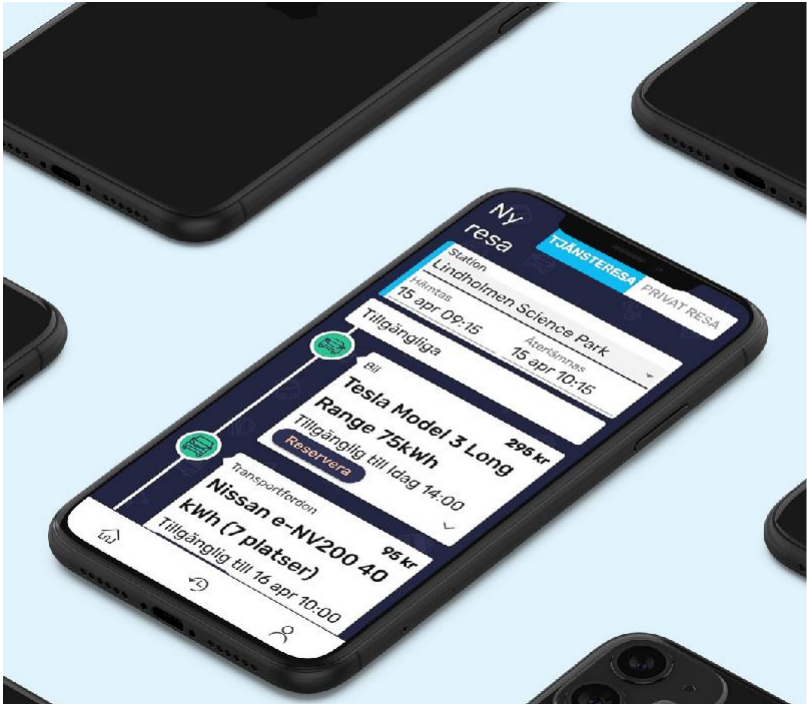 Ny
resa
TJÄNSTERESA
PRIVAT RESA
Station
Lindholmen Science Park
Hämtas
Återlämnas
15 apr 09:15
15 apr 10:15
Tillgängliga
Bil
Tesla Model 3 Long
Range 75kWh
295 kr
Tillgänglig till Idag 14:00
Reservera
Transportfordon
Nissan e-NV200 40
kWh (7 platser)
95 kr
Tillgänglig till 16 apr 10:00